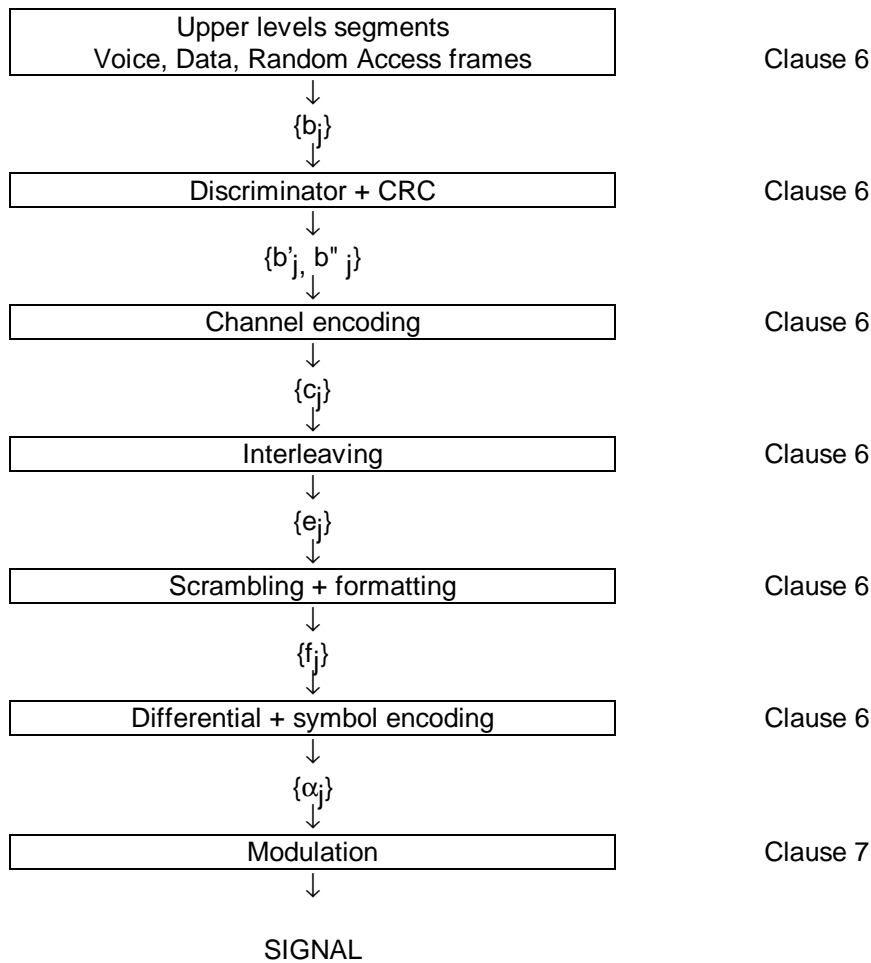 Upper levels segments
Voice, Data, Random Access frames Clause 6
↓
{bj}
↓
Discriminator + CRC Clause 6
↓
{b'j, b" j}
↓
Channel encoding Clause 6
↓
{cj}
↓
Interleaving Clause 6
↓
{ej}
↓
Scrambling + formatting Clause 6
↓
{fj}
↓
Differential + symbol encoding Clause 6
↓
{αj}
↓
Modulation Clause 7
↓
SIGNAL